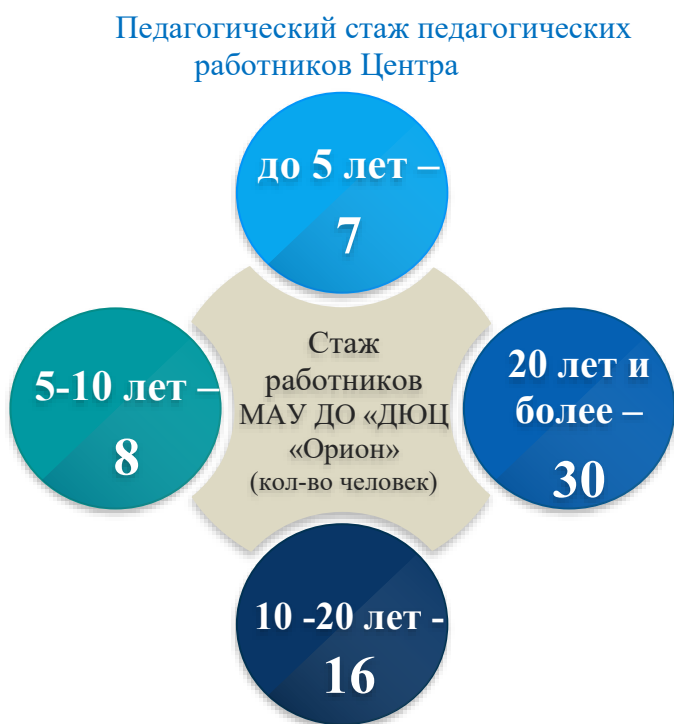 Педагогический стаж педагогических
работников Центра
до 5 лет –
7
5-10 лет –
8
Стаж
работников
МАУ ДО «ДЮЦ
«Орион»
(кол-во человек)
20 лет и
более –
30
10 -20 лет -
16